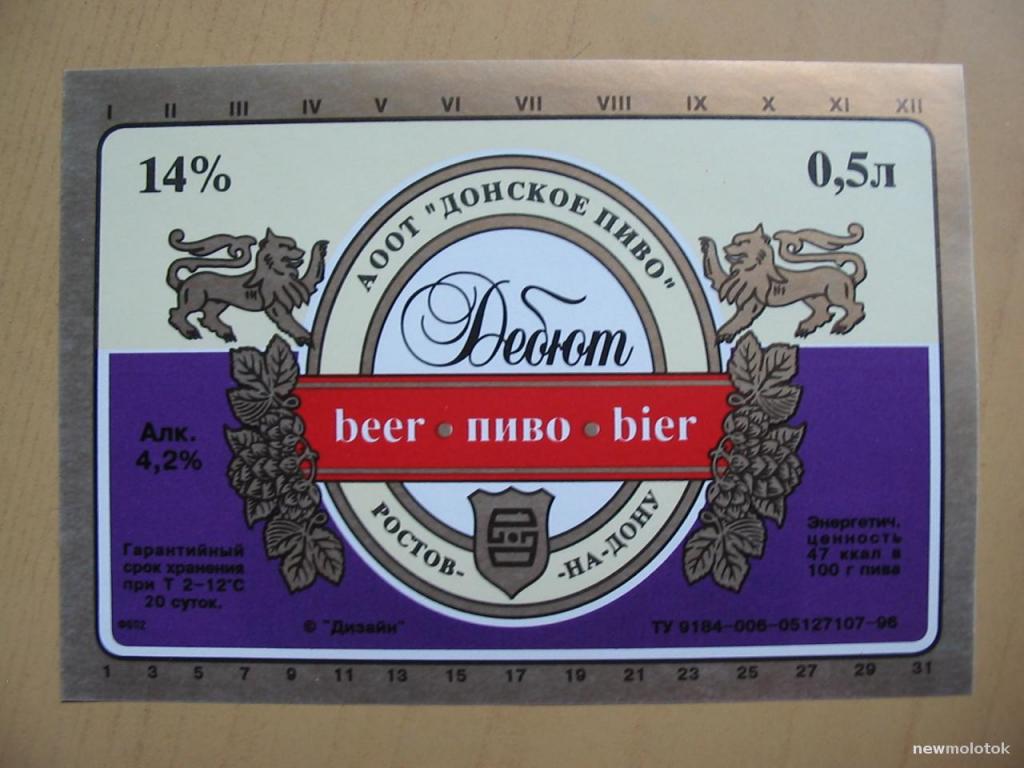 I II III IV V VI VII VIII IX X XI XII
14%
0,5л
АООТ "ДОНСКОЕ ПИВО"
Дебют
beer • пиво • bier
Алк.
4,2%
РОСТОВ-
-НА-ДОНУ
Гарантийный
срок хранения
при Т 2-12°С
20 суток.
Энергетич.
ценность
47 ккал в
100 г пива
© "Дизайн"
ТУ 9184-006-05127107-96
1 3 5 7 9 11 13 15 17 19 21 23 25 27 29 31
newmolotok